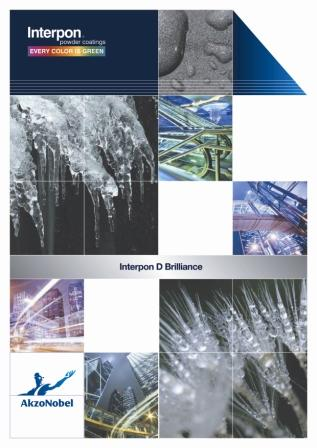 Interpon
powder coatings
EVERY COLOR IS GREEN
Interpon D Brilliance
AkzoNobel